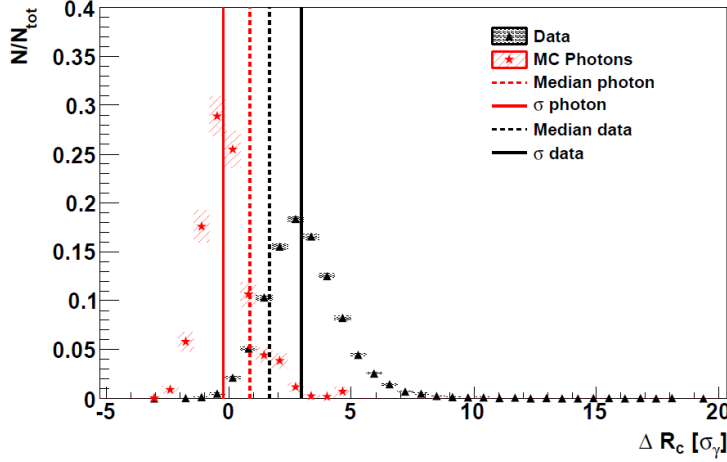 N/N_tot
0.4
0.35
0.3
0.25
0.2
0.15
0.1
0.05
0
-5
0
5
10
15
20
Δ R_c [σ_γ]
Data
MC Photons
Median photon
σ photon
Median data
σ data